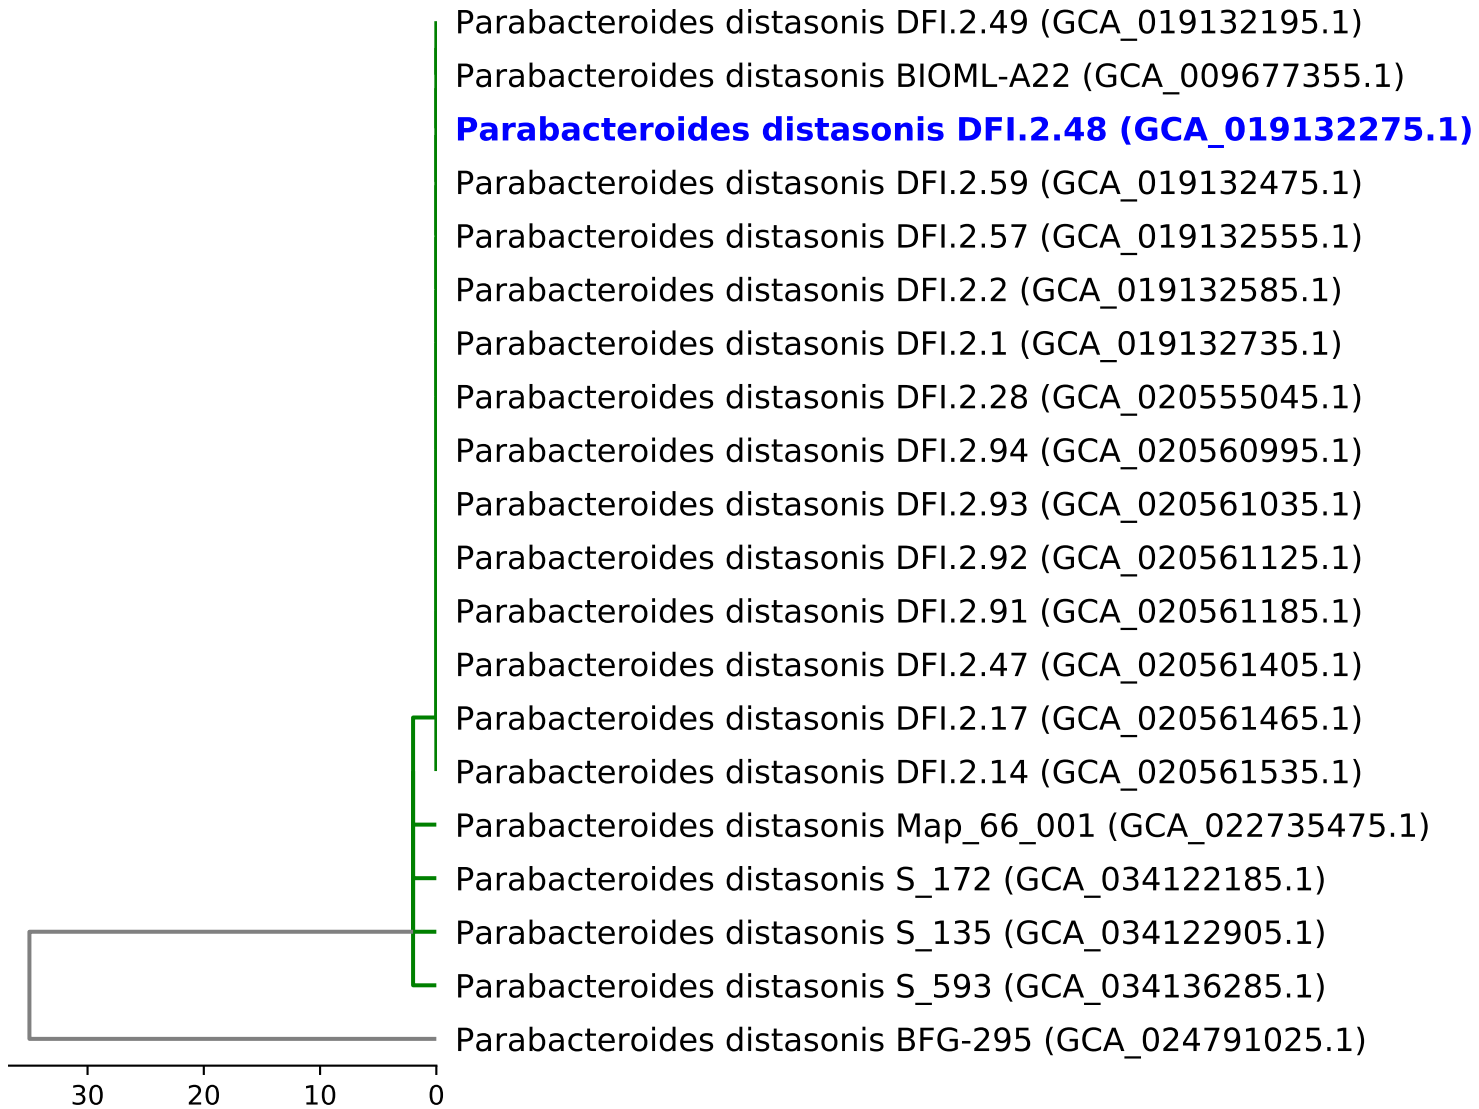 Parabacteroides distasonis DFI.2.49 (GCA_019132195.1)
Parabacteroides distasonis BIOML-A22 (GCA_009677355.1)
Parabacteroides distasonis DFI.2.48 (GCA_019132275.1)
Parabacteroides distasonis DFI.2.59 (GCA_019132475.1)
Parabacteroides distasonis DFI.2.57 (GCA_019132555.1)
Parabacteroides distasonis DFI.2.2 (GCA_019132585.1)
Parabacteroides distasonis DFI.2.1 (GCA_019132735.1)
Parabacteroides distasonis DFI.2.28 (GCA_020555045.1)
Parabacteroides distasonis DFI.2.94 (GCA_020560995.1)
Parabacteroides distasonis DFI.2.93 (GCA_020561035.1)
Parabacteroides distasonis DFI.2.92 (GCA_020561125.1)
Parabacteroides distasonis DFI.2.91 (GCA_020561185.1)
Parabacteroides distasonis DFI.2.47 (GCA_020561405.1)
Parabacteroides distasonis DFI.2.17 (GCA_020561465.1)
Parabacteroides distasonis DFI.2.14 (GCA_020561535.1)
Parabacteroides distasonis Map_66_001 (GCA_022735475.1)
Parabacteroides distasonis S_172 (GCA_034122185.1)
Parabacteroides distasonis S_135 (GCA_034122905.1)
Parabacteroides distasonis S_593 (GCA_034136285.1)
Parabacteroides distasonis BFG-295 (GCA_024791025.1)
30 20 10 0